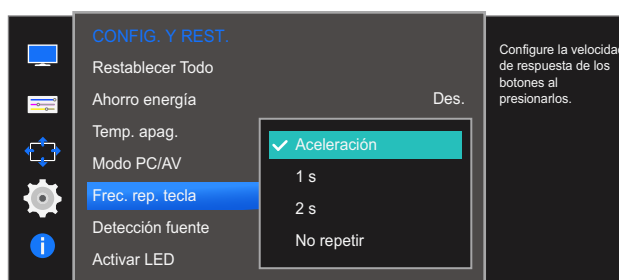 CONFIG. Y REST.
Restablecer Todo
Ahorro energía Des.
Temp. apag.
Modo PC/AV
Frec. rep. tecla
Detección fuente
Activar LED
Aceleración
1 s
2 s
No repetir
Configure la velocidad
de respuesta de los
botones al
presionarlos.